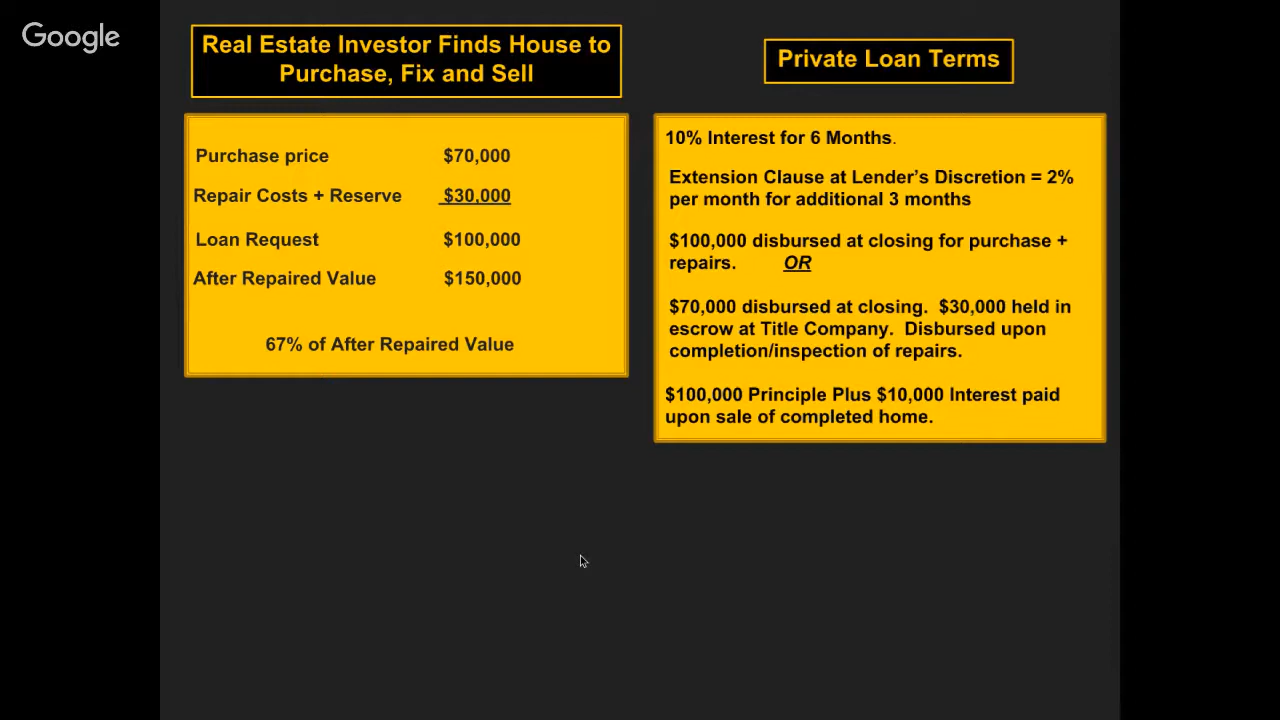 Google
Real Estate Investor Finds House to
Purchase, Fix and Sell
Purchase price $70,000
Repair Costs + Reserve $30,000
Loan Request $100,000
After Repaired Value $150,000
67% of After Repaired Value
Private Loan Terms
10% Interest for 6 Months.
Extension Clause at Lender’s Discretion = 2%
per month for additional 3 months
$100,000 disbursed at closing for purchase +
repairs. OR
$70,000 disbursed at closing. $30,000 held in
escrow at Title Company. Disbursed upon
completion/inspection of repairs.
$100,000 Principle Plus $10,000 Interest paid
upon sale of completed home.